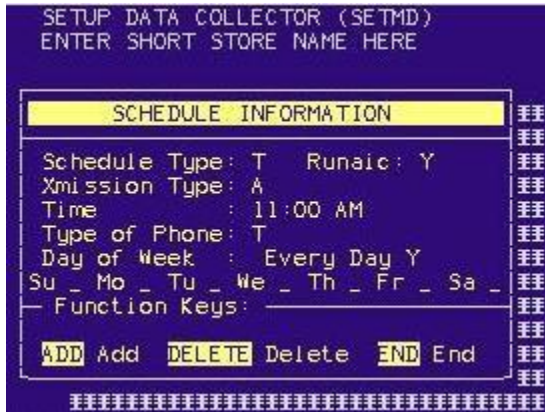 SETUP DATA COLLECTOR (SETMD)
ENTER SHORT STORE NAME HERE
SCHEDULE INFORMATION
Schedule Type: T Runaic: Y
Xmission Type: A
Time : 11:00 AM
Type of Phone: T
Day of Week : Every Day Y
Su _ Mo _ Tu _ We _ Th _ Fr _ Sa _
Function Keys:
ADD Add DELETE Delete END End